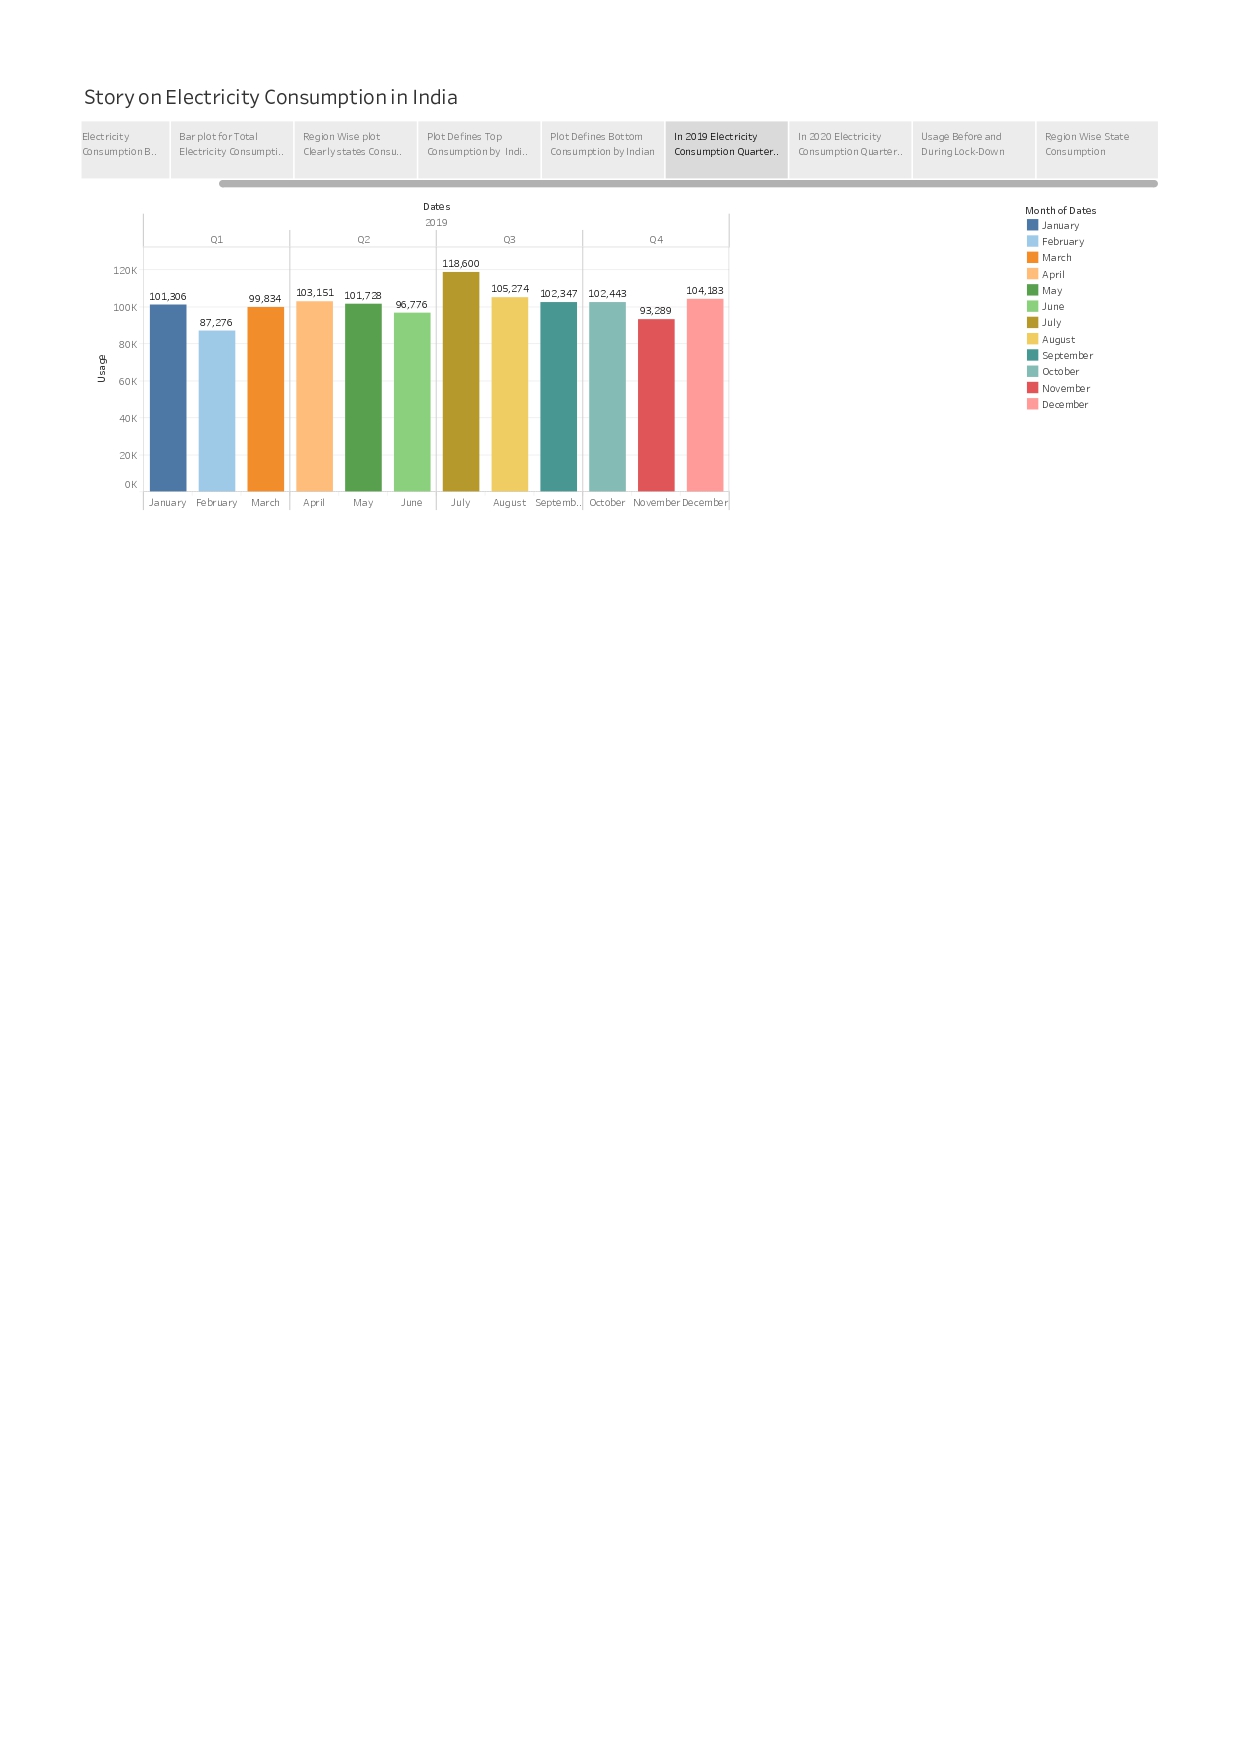 Story on Electricity Consumption in India
Electricity
Consumption B..
Bar plot for Total
Electricity Consumpti..
Region Wise plot
Clearly states Consu..
Plot Defines Top
Consumption by Indi..
Plot Defines Bottom
Consumption by Indian
In 2019 Electricity
Consumption Quarter..
In 2020 Electricity
Consumption Quarter..
Usage Before and
During Lock-Down
Region Wise State
Consumption
Dates
2019
Q1 Q2 Q3 Q4
120K
100K
80K
60K
40K
20K
0K
Usage
101,306
87,276
99,834
103,151
101,728
96,776
118,600
105,274
102,347
102,443
93,289
104,183
January February March April May June July August Septemb.. October November December
Month of Dates
January
February
March
April
May
June
July
August
September
October
November
December